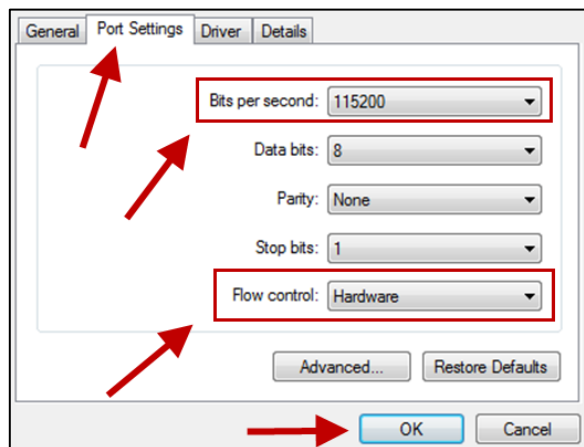 General Port Settings Driver Details
Bits per second: 115200
Data bits: 8
Parity: None
Stop bits: 1
Flow control: Hardware
Advanced... Restore Defaults
OK Cancel